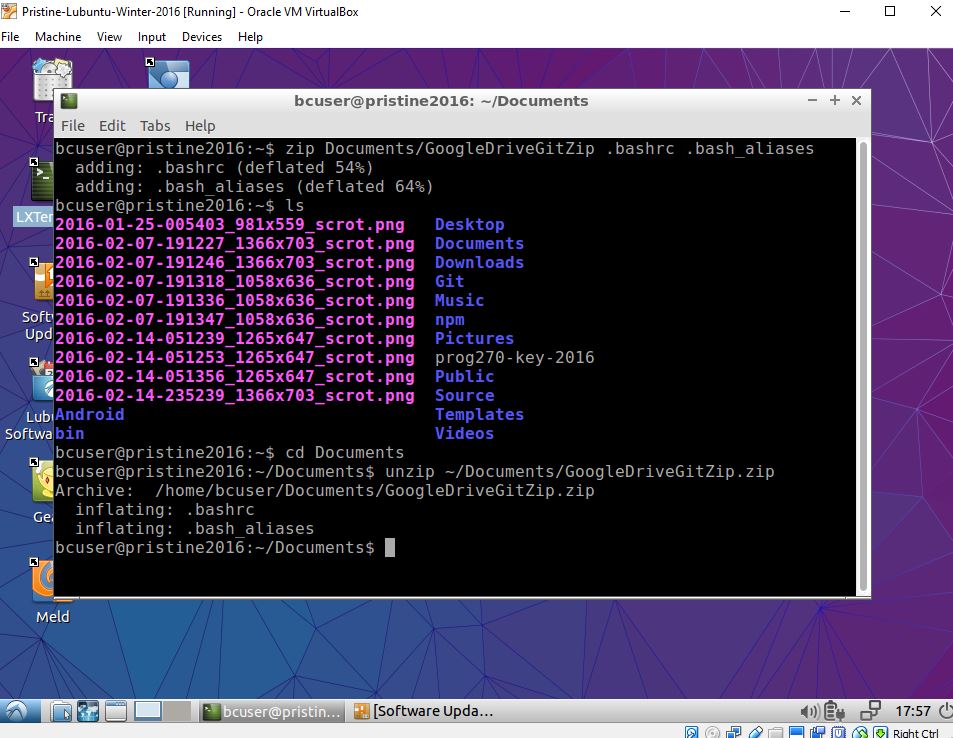 Pristine-Lubuntu-Winter-2016 [Running] - Oracle VM VirtualBox
File Machine View Input Devices Help
bcuser@pristine2016: ~/Documents
File Edit Tabs Help
bcuser@pristine2016:~$ zip Documents/GoogleDriveGitZip .bashrc .bash_aliases
  adding: .bashrc (deflated 54%)
  adding: .bash_aliases (deflated 64%)
bcuser@pristine2016:~$ ls
2016-01-25-005403_981x559_scrot.png Desktop
2016-02-07-191227_1366x703_scrot.png Documents
2016-02-07-191246_1366x703_scrot.png Downloads
2016-02-07-191318_1058x636_scrot.png Git
2016-02-07-191336_1058x636_scrot.png Music
2016-02-07-191347_1058x636_scrot.png npm
2016-02-14-051239_1265x647_scrot.png Pictures
2016-02-14-051253_1265x647_scrot.png prog270-key-2016
2016-02-14-051356_1265x647_scrot.png Public
2016-02-14-235239_1366x703_scrot.png Source
Android Templates
bin Videos
bcuser@pristine2016:~$ cd Documents
bcuser@pristine2016:~/Documents$ unzip ~/Documents/GoogleDriveGitZip.zip
Archive:  /home/bcuser/Documents/GoogleDriveGitZip.zip
  inflating: .bashrc
  inflating: .bash_aliases
bcuser@pristine2016:~/Documents$
Tra
LXTer
Soft
Upd
Lubu
Softwa
Gea
Meld
bcuser@pristin... [Software Upda... 17:57
Right Ctrl